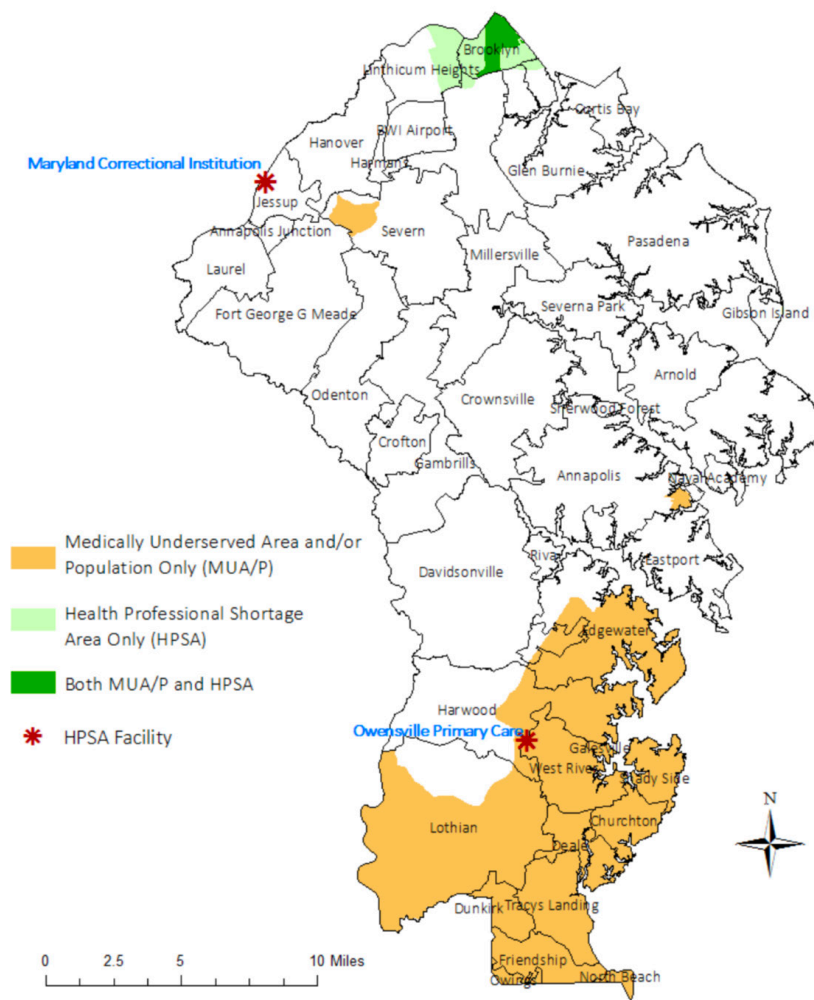 Brooklyn
Linthicum Heights
Curtis Bay
BWI Airport
Hanover
Maryland Correctional Institution
Harmans
Glen Burnie
Jessup
Annapolis Junction
Severn
Pasadena
Millersville
Laurel
Fort George G Meade
Severna Park
Gibson Island
Arnold
Odenton
Crownsville
Sherwood Forest
Crofton
Gambrills
Annapolis
Naval Academy
Medically Underserved Area and/or
Population Only (MUA/P)
Riva
Eastport
Davidsonville
Health Professional Shortage
Area Only (HPSA)
Edgewater
Both MUA/P and HPSA
Harwood
Owensville Primary Care
HPSA Facility
Galesville
West River
Shady Side
Churchton
Lothian
N
Deale
Dunkirk
Tracys Landing
Friendship
Owings
North Beach
0 2.5 5 10 Miles